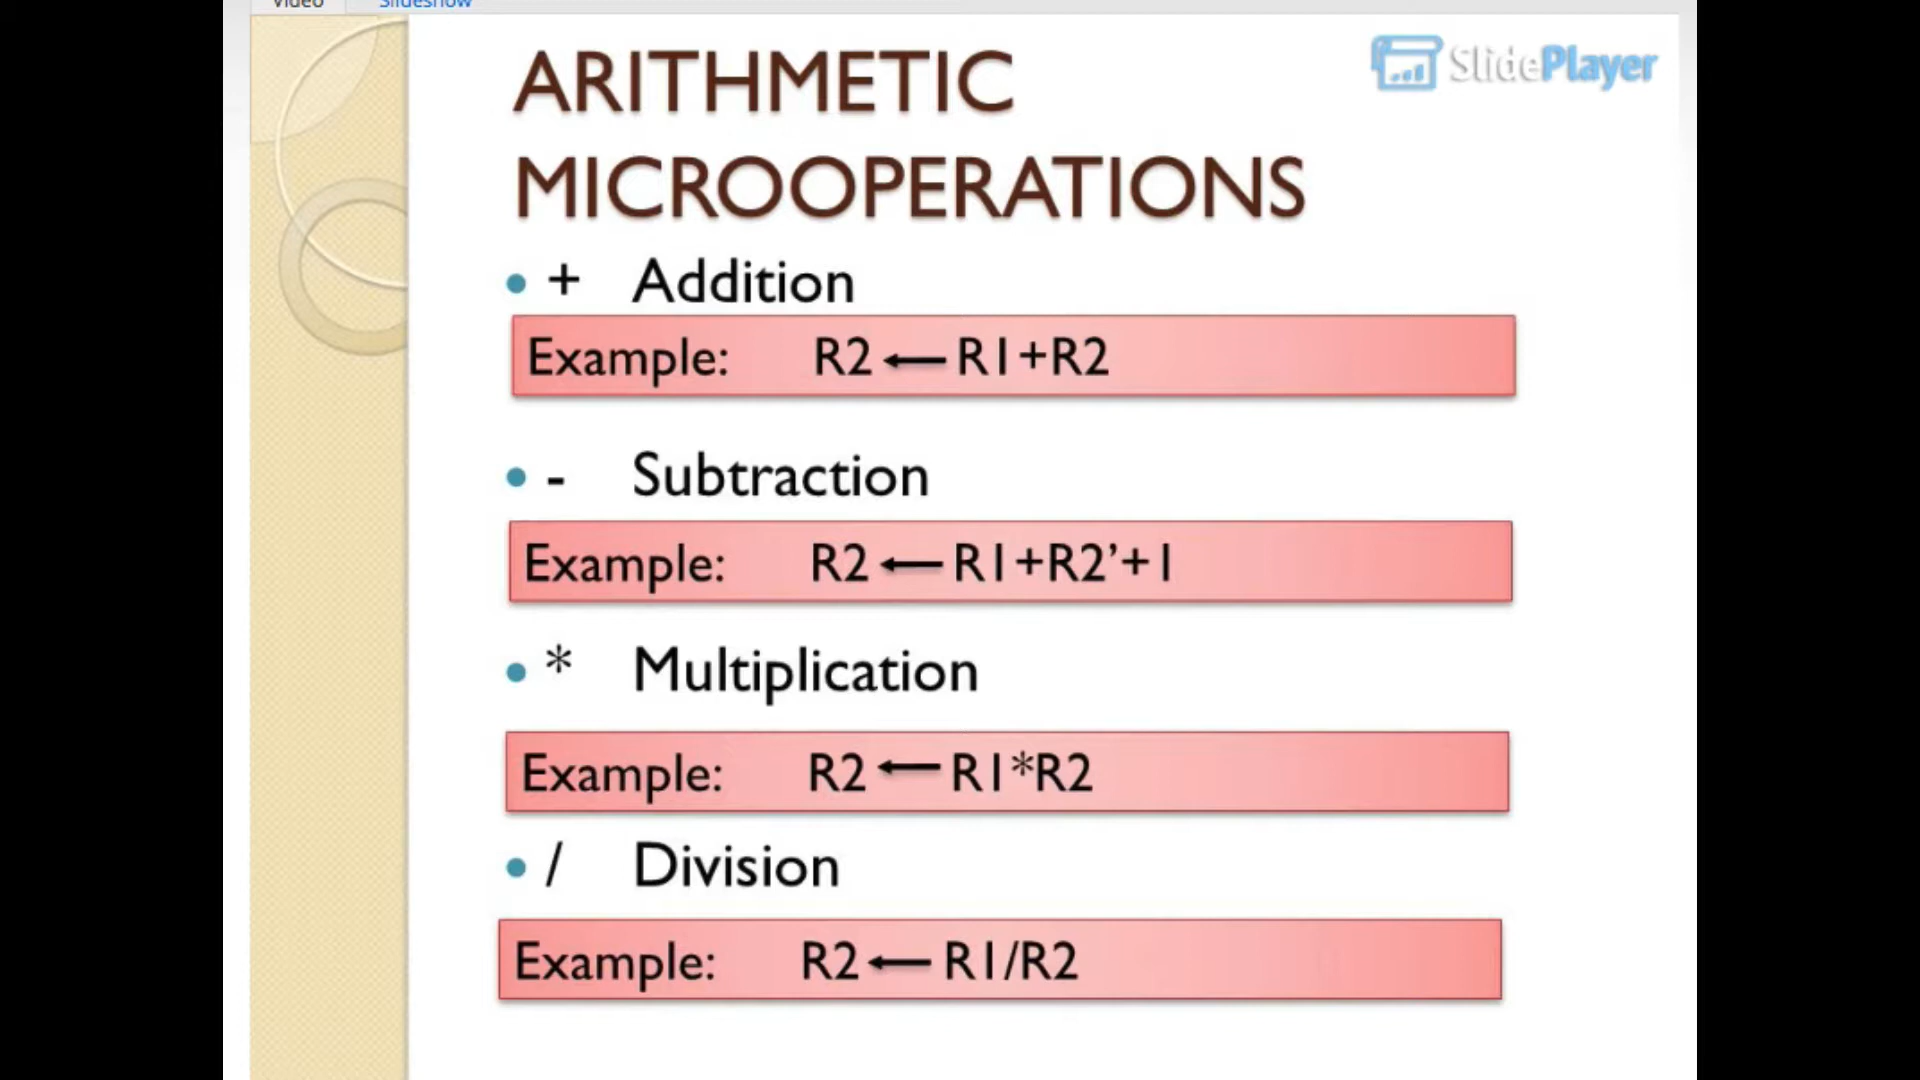 Video Slideshow
SlidePlayer
ARITHMETIC
MICROOPERATIONS
• + Addition
Example: R2 ← R1+R2
• - Subtraction
Example: R2 ← R1+R2’+1
• * Multiplication
Example: R2 ← R1*R2
• / Division
Example: R2 ← R1/R2